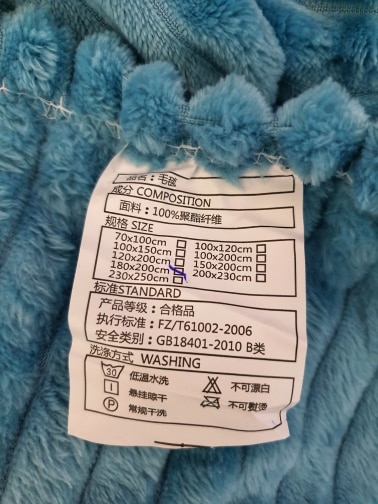 品名：毛毯
成分 COMPOSITION
面料：100%聚酯纤维
规格 SIZE
70x100cm 100x120cm
100x150cm 100x200cm
120x200cm 150x200cm
180x200cm 200x230cm
230x250cm
标准STANDARD
产品等级：合格品
执行标准：FZ/T61002-2006
安全类别：GB18401-2010 B类
洗涤方式 WASHING
30 低温水洗 不可漂白
悬挂晾干 不可熨烫
P 常规干洗